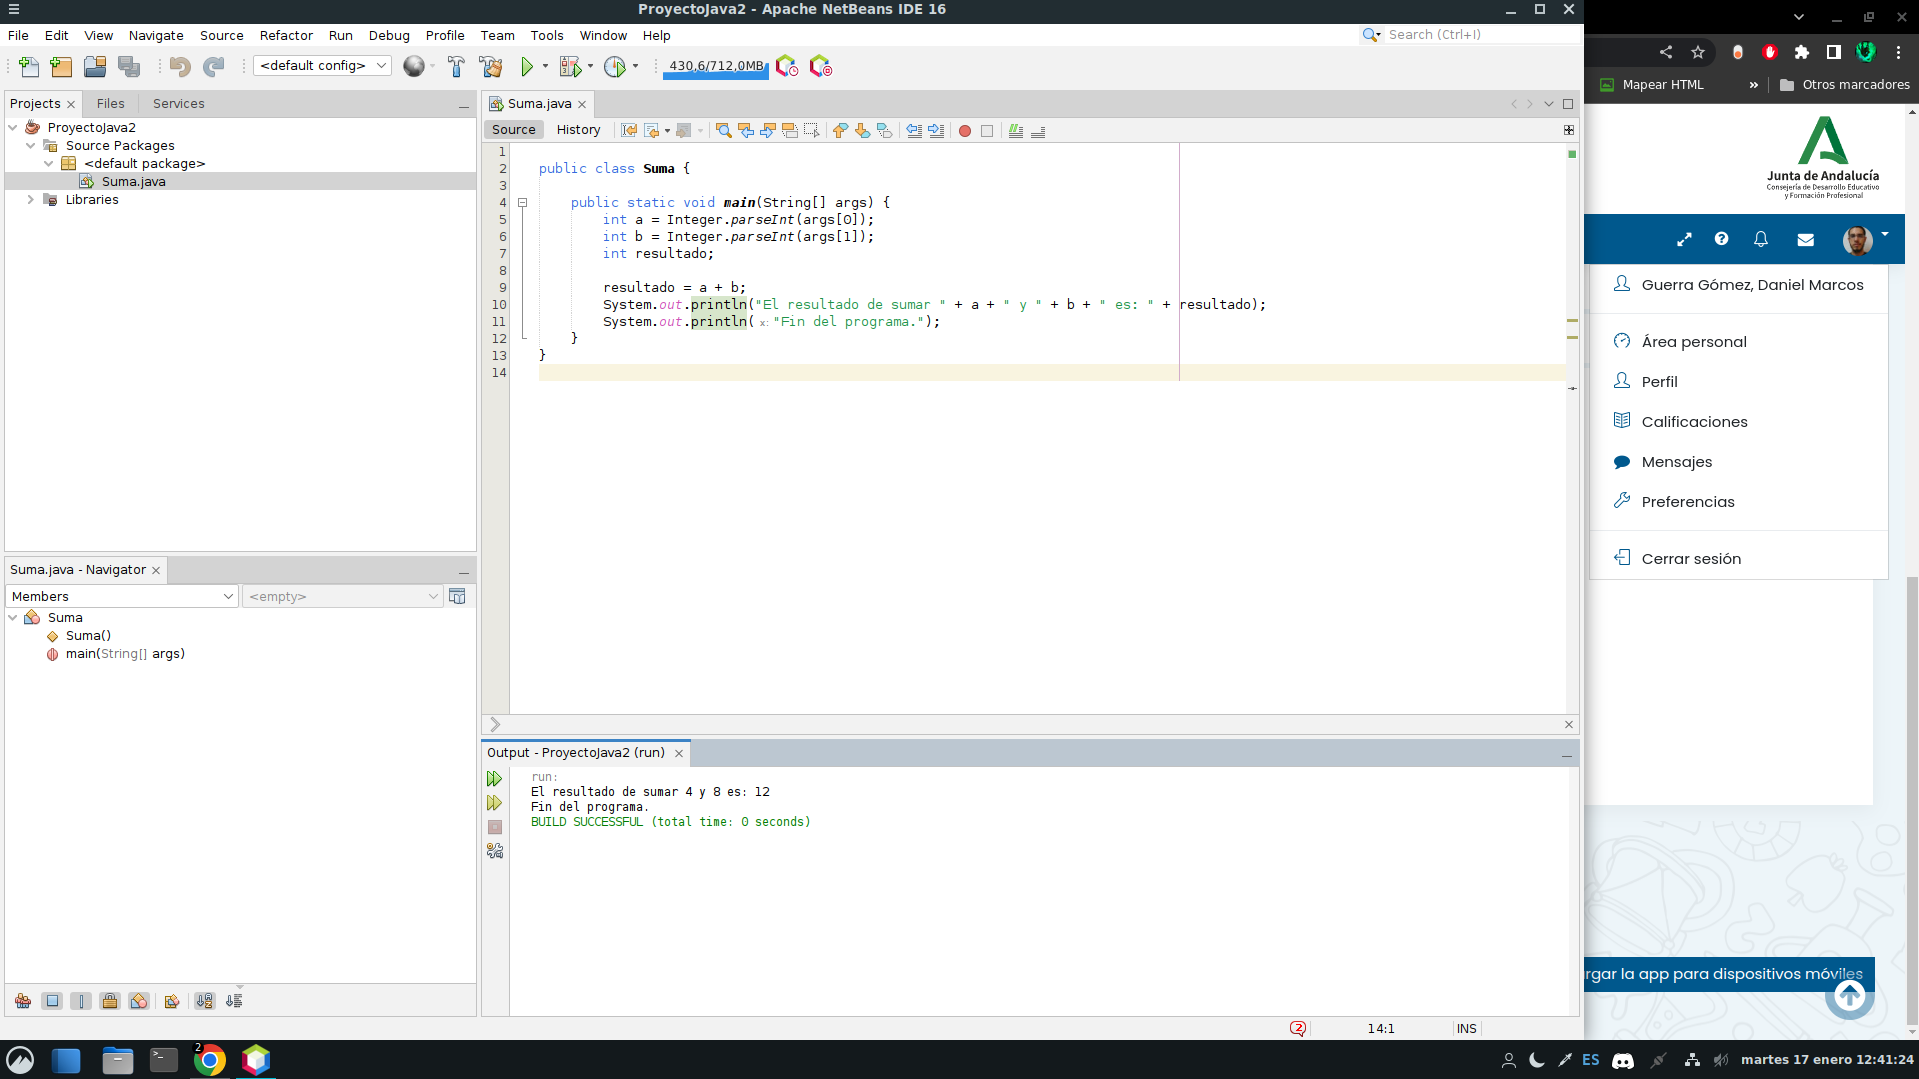 ProyectoJava2 - Apache NetBeans IDE 16
File Edit View Navigate Source Refactor Run Debug Profile Team Tools Window Help
Search (Ctrl+I)
<default config>
430,6/712,0MB
Projects Files Services
ProyectoJava2
Source Packages
<default package>
Suma.java
Libraries
Suma.java - Navigator
Members
<empty>
Suma
Suma()
main(String[] args)
Suma.java
Source History
1
2 public class Suma {
3
4 public static void main(String[] args) {
5 int a = Integer.parseInt(args[0]);
6 int b = Integer.parseInt(args[1]);
7 int resultado;
8
9 resultado = a + b;
10 System.out.println("El resultado de sumar " + a + " y " + b + " es: " + resultado);
11 System.out.println( x: "Fin del programa.");
12 }
13 }
14
Output - ProyectoJava2 (run)
run:
El resultado de sumar 4 y 8 es: 12
Fin del programa.
BUILD SUCCESSFUL (total time: 0 seconds)
2
14:1
INS
Mapear HTML
»
Otros marcadores
Junta de Andalucía
Consejería de Desarrollo Educativo
y Formación Profesional
Guerra Gómez, Daniel Marcos
Área personal
Perfil
Calificaciones
Mensajes
Preferencias
Cerrar sesión
la app para dispositivos móviles
2
ES
martes 17 enero 12:41:24